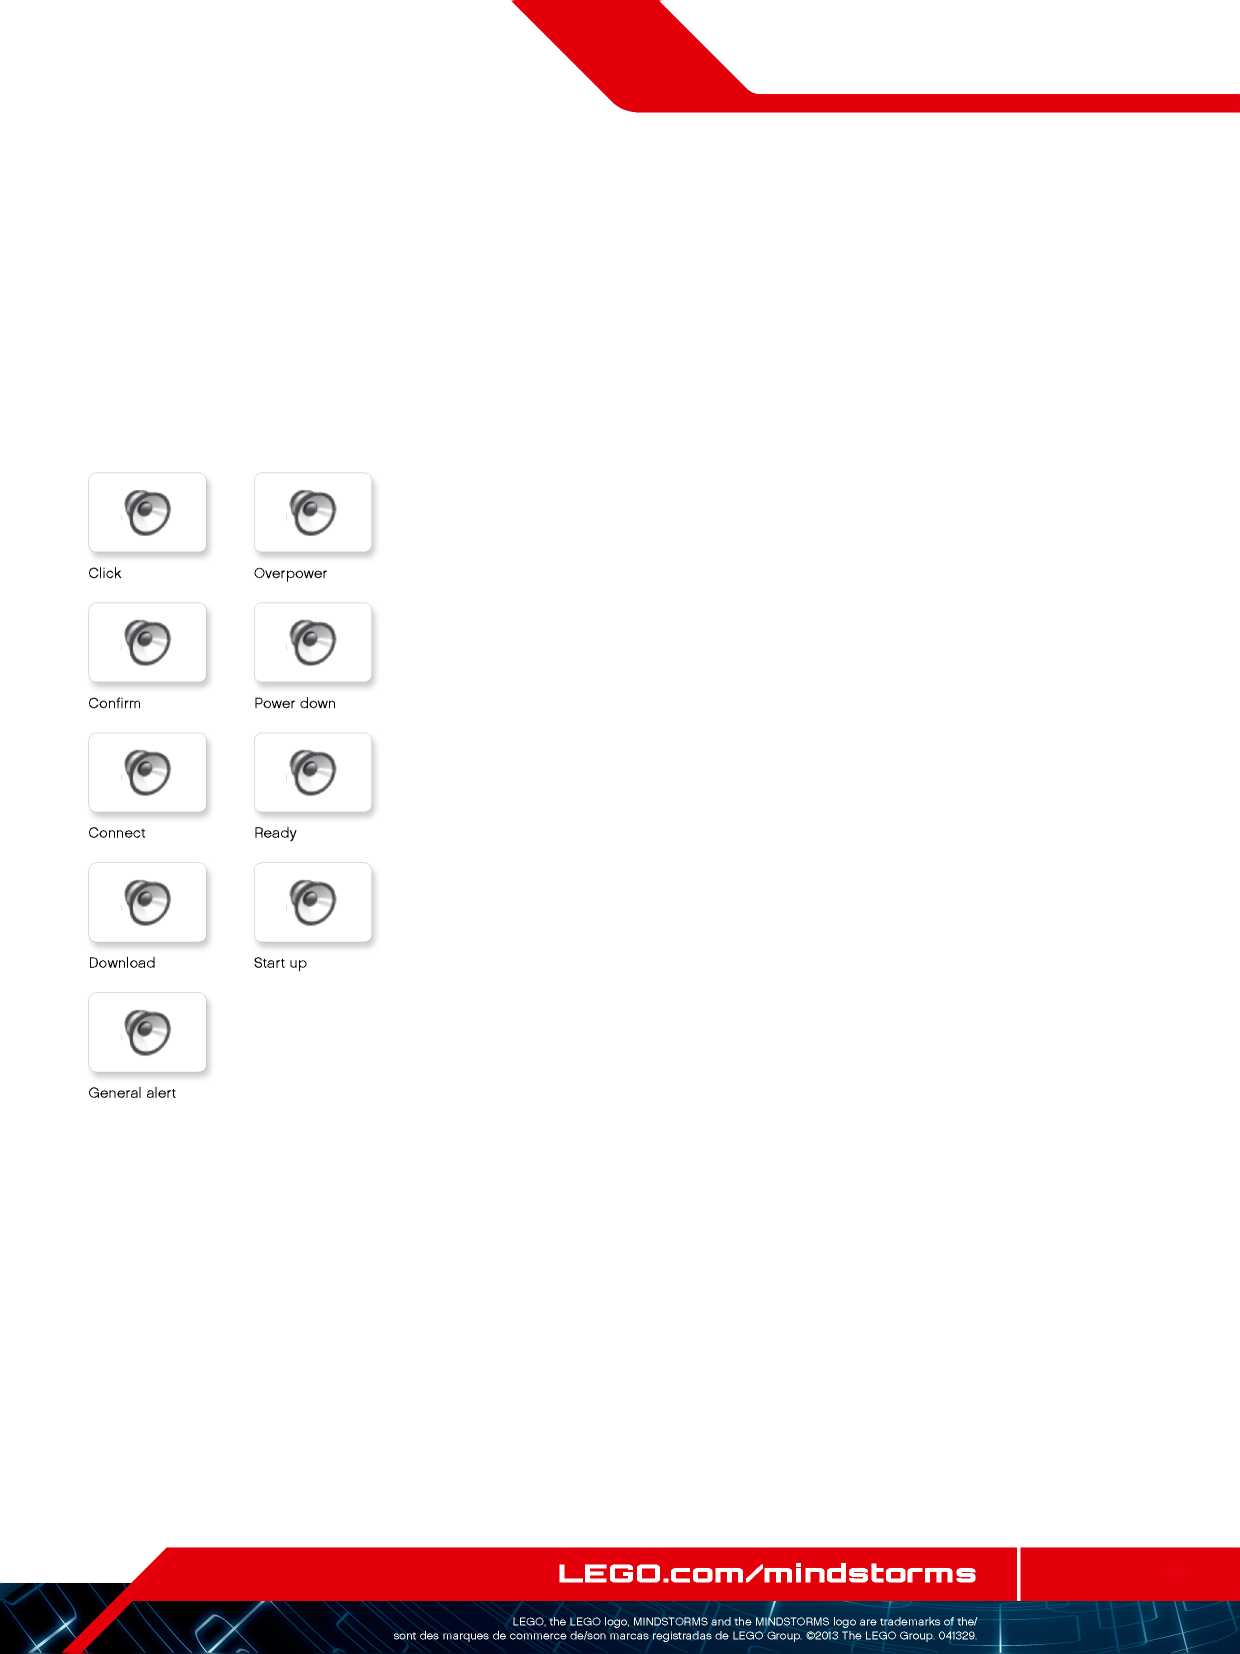 Click
Overpower
Confirm
Power down
Connect
Ready
Download
Start up
General alert
LEGO.com/mindstorms
LEGO, the LEGO logo, MINDSTORMS and the MINDSTORMS logo are trademarks of the/
sont des marques de commerce de/son marcas registradas de LEGO Group. ©2013 The LEGO Group. 041329.